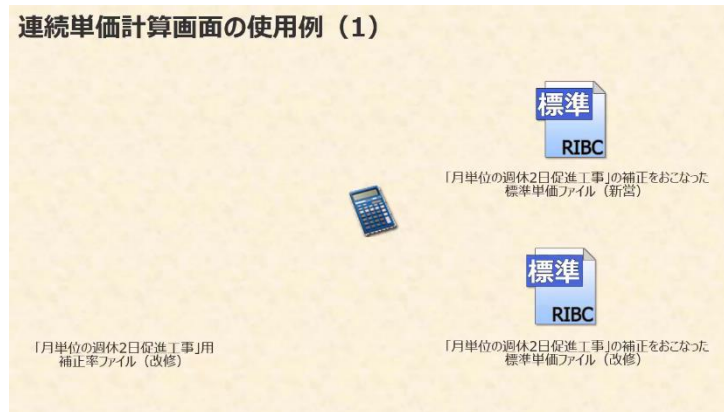 連続単価計算画面の使用例（1）
標準
RIBC
「月単位の週休2日促進工事」の補正をおこなった
標準単価ファイル（新営）
標準
RIBC
「月単位の週休2日促進工事」用
補正率ファイル（改修）
「月単位の週休2日促進工事」の補正をおこなった
標準単価ファイル（改修）